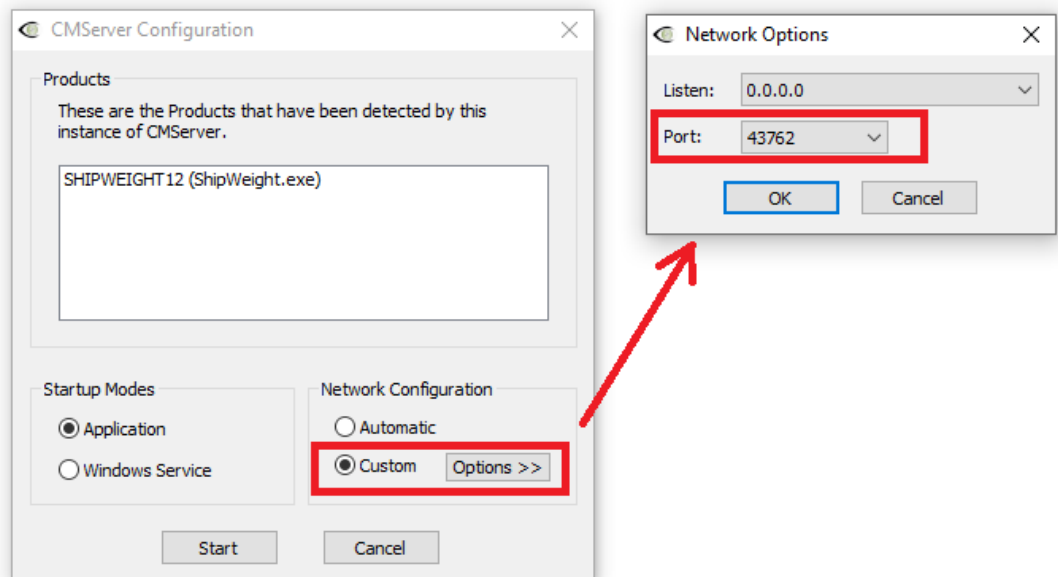 CMServer Configuration
Products
These are the Products that have been detected by this
instance of CMServer.
SHIPWEIGHT12 (ShipWeight.exe)
Startup Modes
Application
Windows Service
Network Configuration
Automatic
Custom
Options >>
Start
Cancel
Network Options
Listen:
0.0.0.0
Port:
43762
OK
Cancel